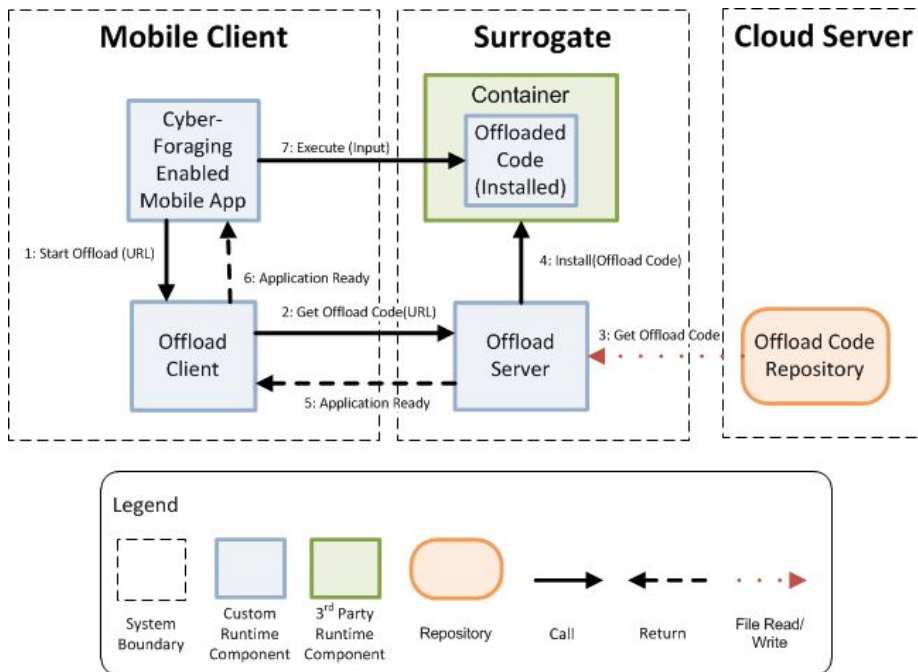 Mobile Client
Surrogate
Cloud Server
Cyber-
Foraging
Enabled
Mobile App
7: Execute (Input)
Container
Offloaded
Code
(Installed)
1: Start Offload (URL)
6: Application Ready
4: Install(Offload Code)
2: Get Offload Code(URL)
Offload
Client
Offload
Server
3: Get Offload Code
Offload Code
Repository
5: Application Ready
Legend
System
Boundary
Custom
Runtime
Component
3rd Party
Runtime
Component
Repository
Call
Return
File Read/
Write